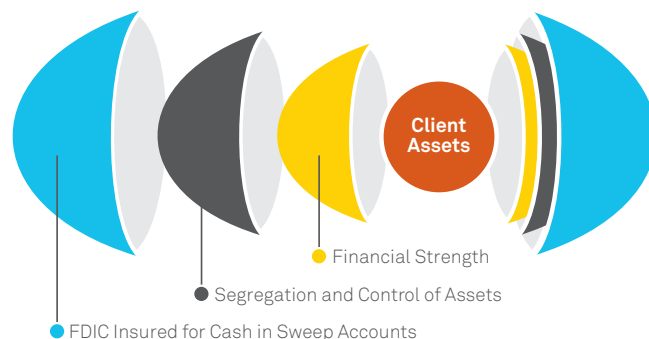 Client
Assets
Financial Strength
Segregation and Control of Assets
FDIC Insured for Cash in Sweep Accounts